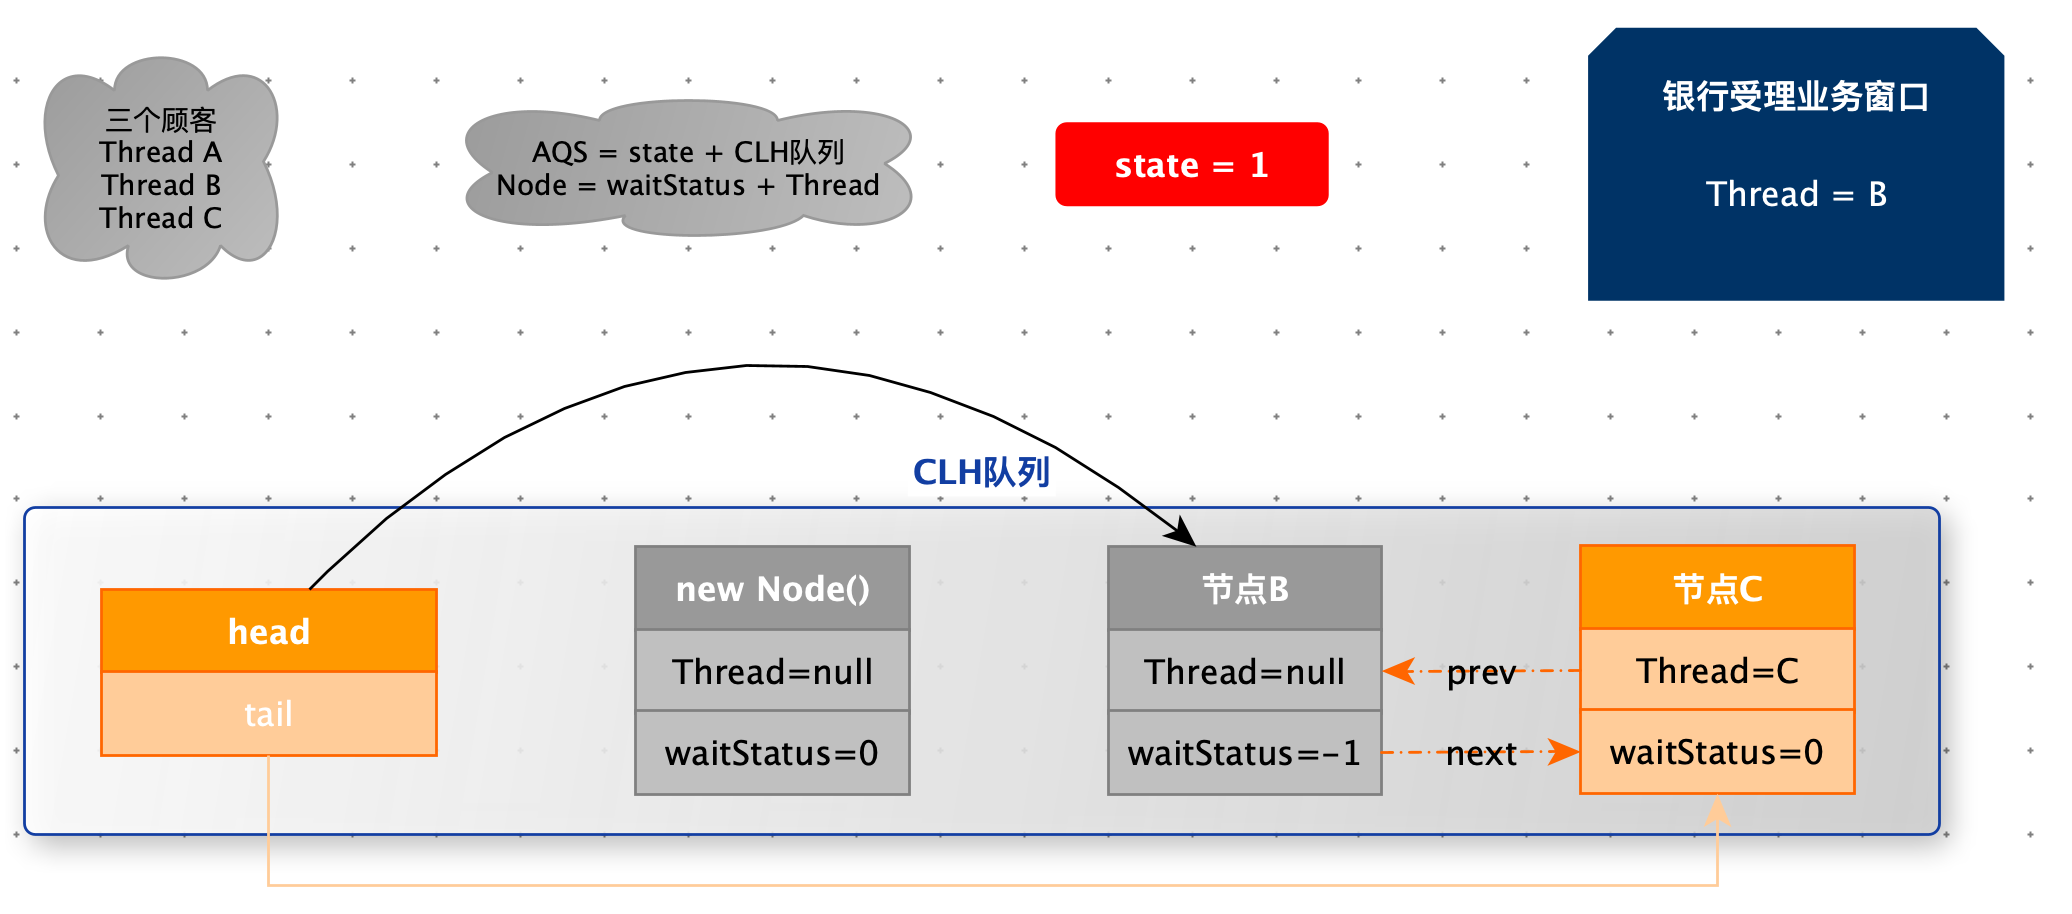 三个顾客
Thread A
Thread B
Thread C
AQS = state + CLH队列
Node = waitStatus + Thread
state = 1
银行受理业务窗口
Thread = B
CLH队列
head
tail
new Node()
Thread=null
waitStatus=0
节点B
Thread=null
waitStatus=-1
prev
next
节点C
Thread=C
waitStatus=0